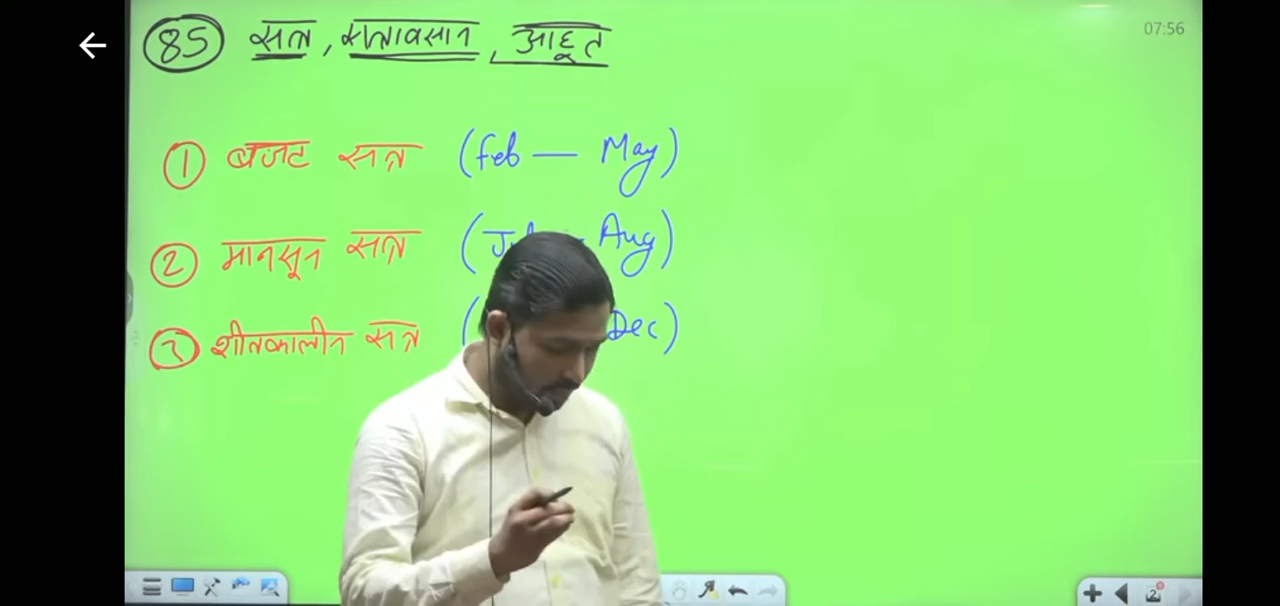 85 सत्र, सत्रावसान, आहूत
07:56
1 बजट सत्र (feb — May)
2 मानसून सत्र ( Aug)
3 शीतकालीन सत्र ( Dec)
2